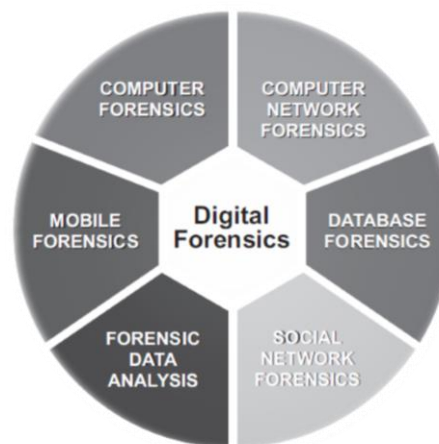 COMPUTER
FORENSICS
COMPUTER
NETWORK
FORENSICS
MOBILE
FORENSICS
Digital
Forensics
DATABASE
FORENSICS
FORENSIC
DATA
ANALYSIS
SOCIAL
NETWORK
FORENSICS